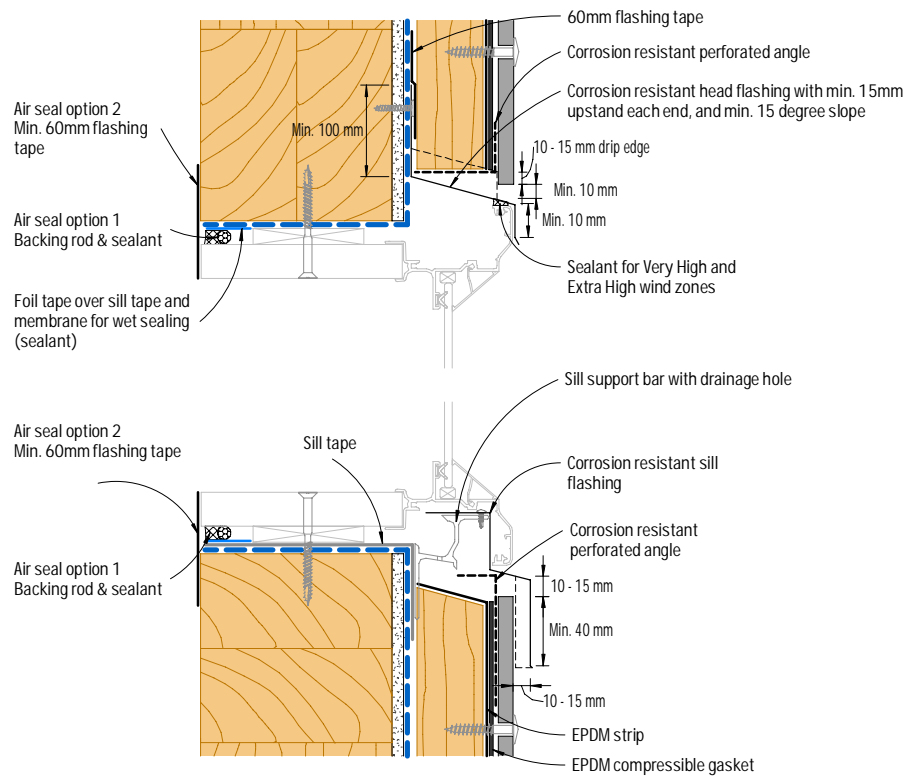 60mm flashing tape
Corrosion resistant perforated angle
Corrosion resistant head flashing with min. 15mm
upstand each end, and min. 15 degree slope
Air seal option 2
Min. 60mm flashing
tape
Min. 100 mm
10 - 15 mm drip edge
Min. 10 mm
Min. 10 mm
Air seal option 1
Backing rod & sealant
Sealant for Very High and
Extra High wind zones
Foil tape over sill tape and
membrane for wet sealing
(sealant)
Sill support bar with drainage hole
Air seal option 2
Min. 60mm flashing tape
Sill tape
Corrosion resistant sill
flashing
Corrosion resistant
perforated angle
Air seal option 1
Backing rod & sealant
10 - 15 mm
Min. 40 mm
10 - 15 mm
EPDM strip
EPDM compressible gasket